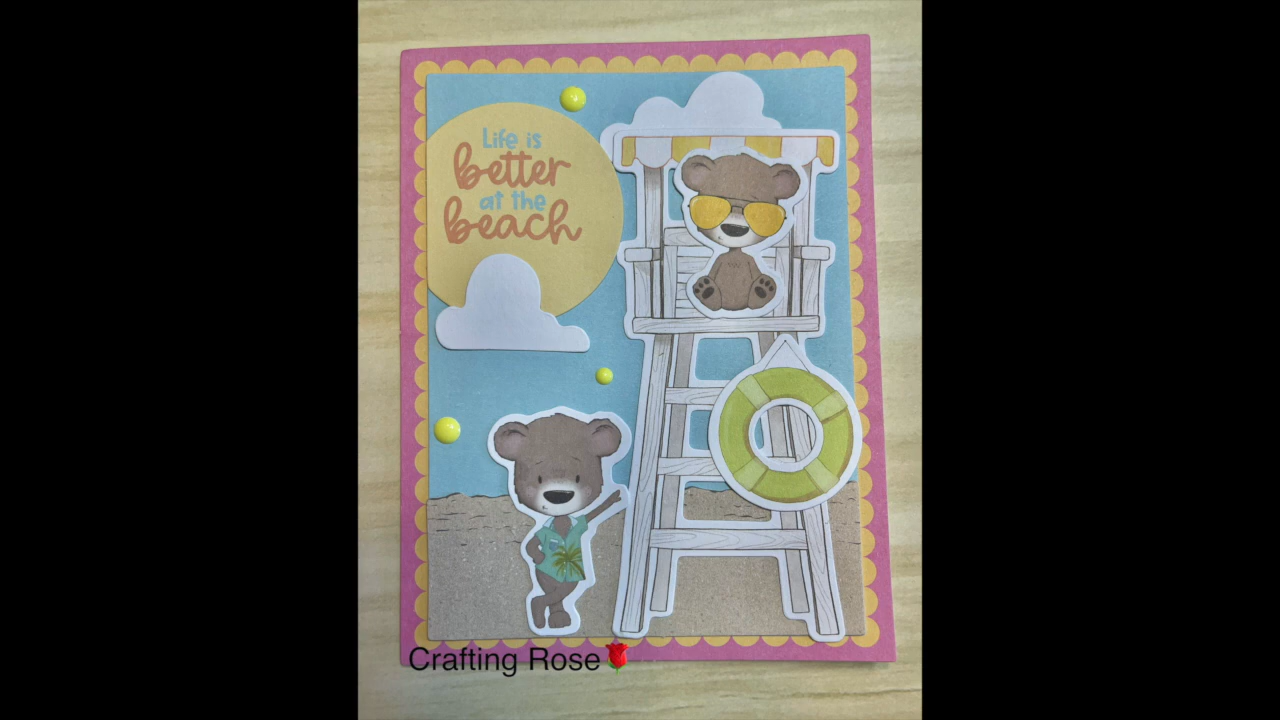 Life is
better
at the
beach
Crafting Rose🌹